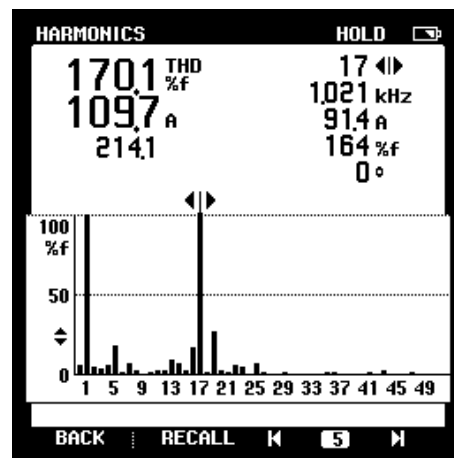 HARMONICS HOLD
170.1 THD %f 17
109.7 A 1.021 kHz
214.1 91.4 A
164 %f
0 °
100
%f
50
0
1 5 9 13 17 21 25 29 33 37 41 45 49
BACK RECALL 5